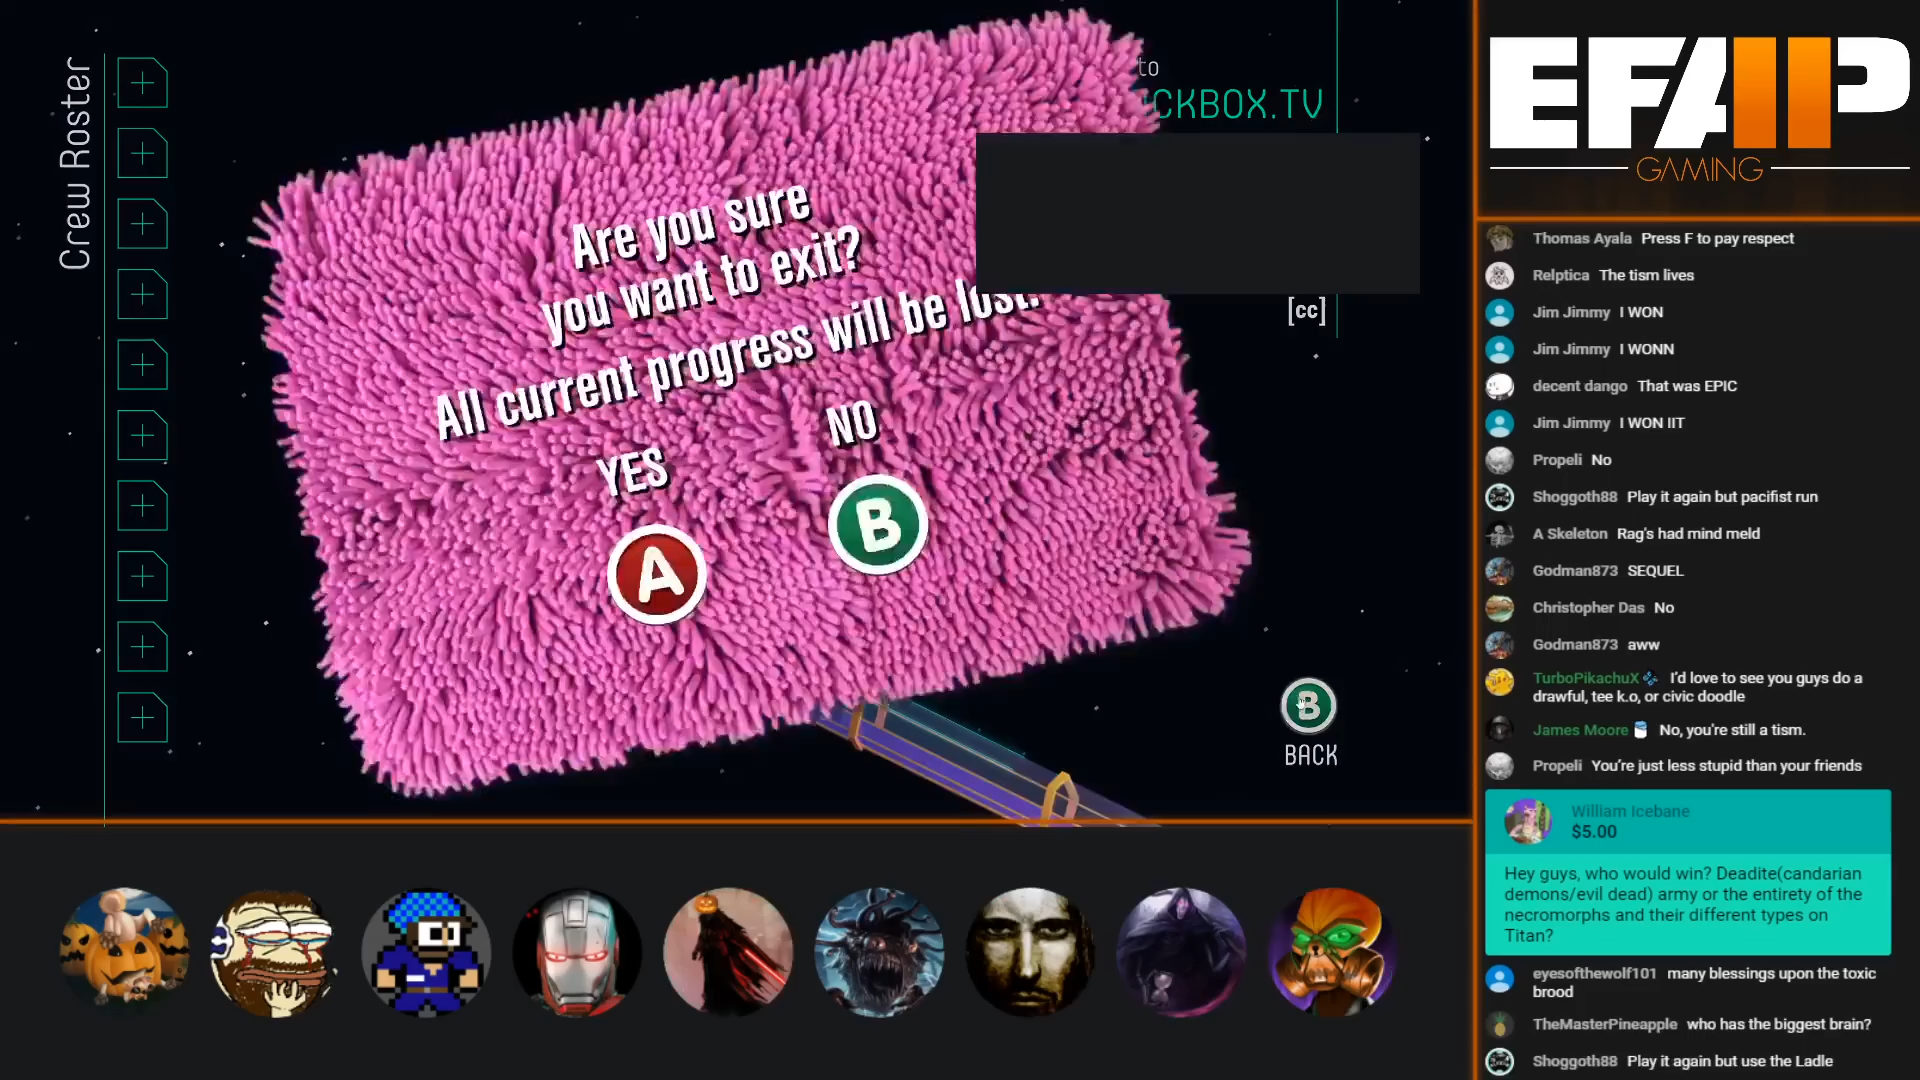 Crew Roster
to
CKBOX.TV
[cc]
Are you sure
you want to exit?
All current progress will be lost.
YES
NO
A
B
B
BACK
EFAP
GAMING
Thomas Ayala Press F to pay respect
Relptica The tism lives
Jim Jimmy I WON
Jim Jimmy I WONN
decent dango That was EPIC
Jim Jimmy I WON IIT
Propeli No
Shoggoth88 Play it again but pacifist run
A Skeleton Rag's had mind meld
Godman873 SEQUEL
Christopher Das No
Godman873 aww
TurboPikachuX I'd love to see you guys do a
drawful, tee k.o, or civic doodle
James Moore No, you're still a tism.
Propeli You're just less stupid than your friends
William Icebane
$5.00
Hey guys, who would win? Deadite(candarian
demons/evil dead) army or the entirety of the
necromorphs and their different types on
Titan?
eyesofthewolf101 many blessings upon the toxic
brood
TheMasterPineapple who has the biggest brain?
Shoggoth88 Play it again but use the Ladle